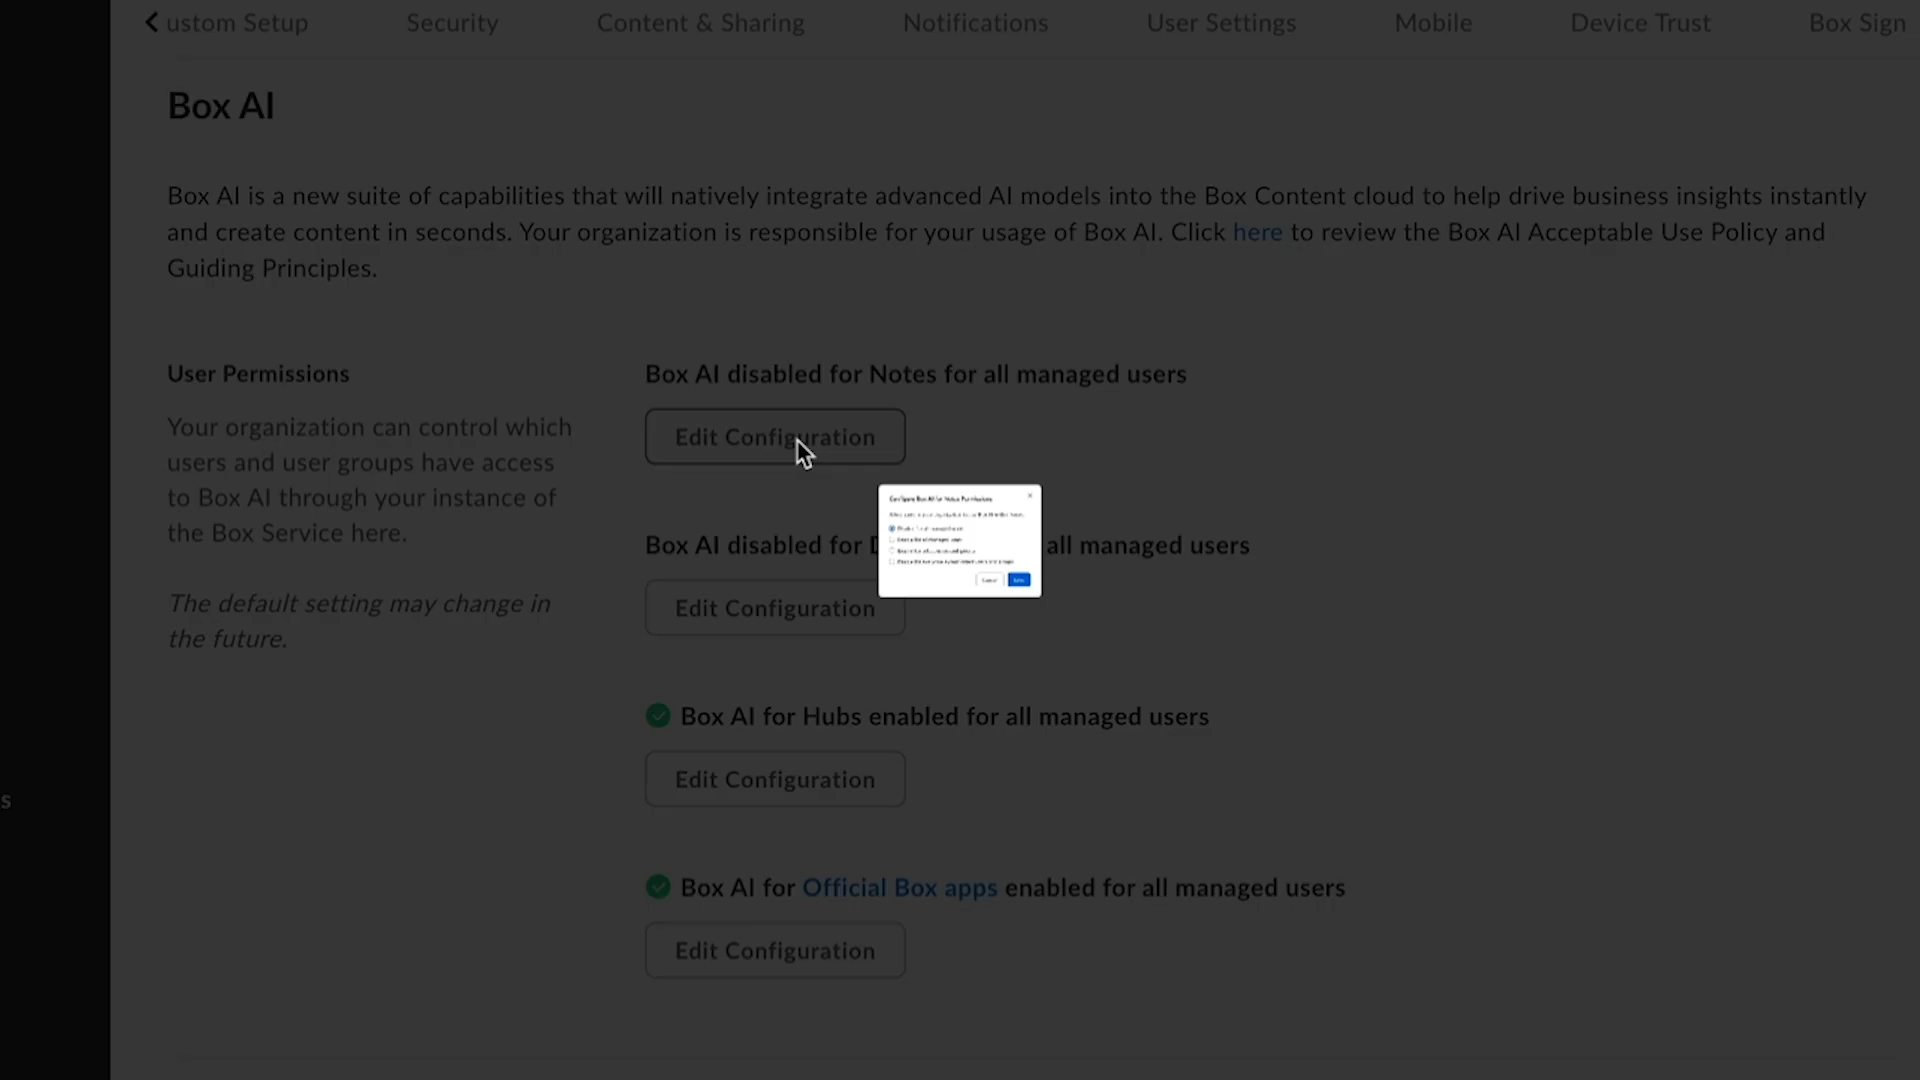 ustom Setup Security Content & Sharing Notifications User Settings Mobile Device Trust Box Sign
Box AI
Box AI is a new suite of capabilities that will natively integrate advanced AI models into the Box Content cloud to help drive business insights instantly
and create content in seconds. Your organization is responsible for your usage of Box AI. Click here to review the Box AI Acceptable Use Policy and
Guiding Principles.
User Permissions
Your organization can control which
users and user groups have access
to Box AI through your instance of
the Box Service here.
The default setting may change in
the future.
Box AI disabled for Notes for all managed users
Edit Configuration
Box AI disabled for all managed users
Edit Configuration
Box AI for Hubs enabled for all managed users
Edit Configuration
Box AI for Official Box apps enabled for all managed users
Edit Configuration
Configure Box AI for Notes Permissions
Cancel
s